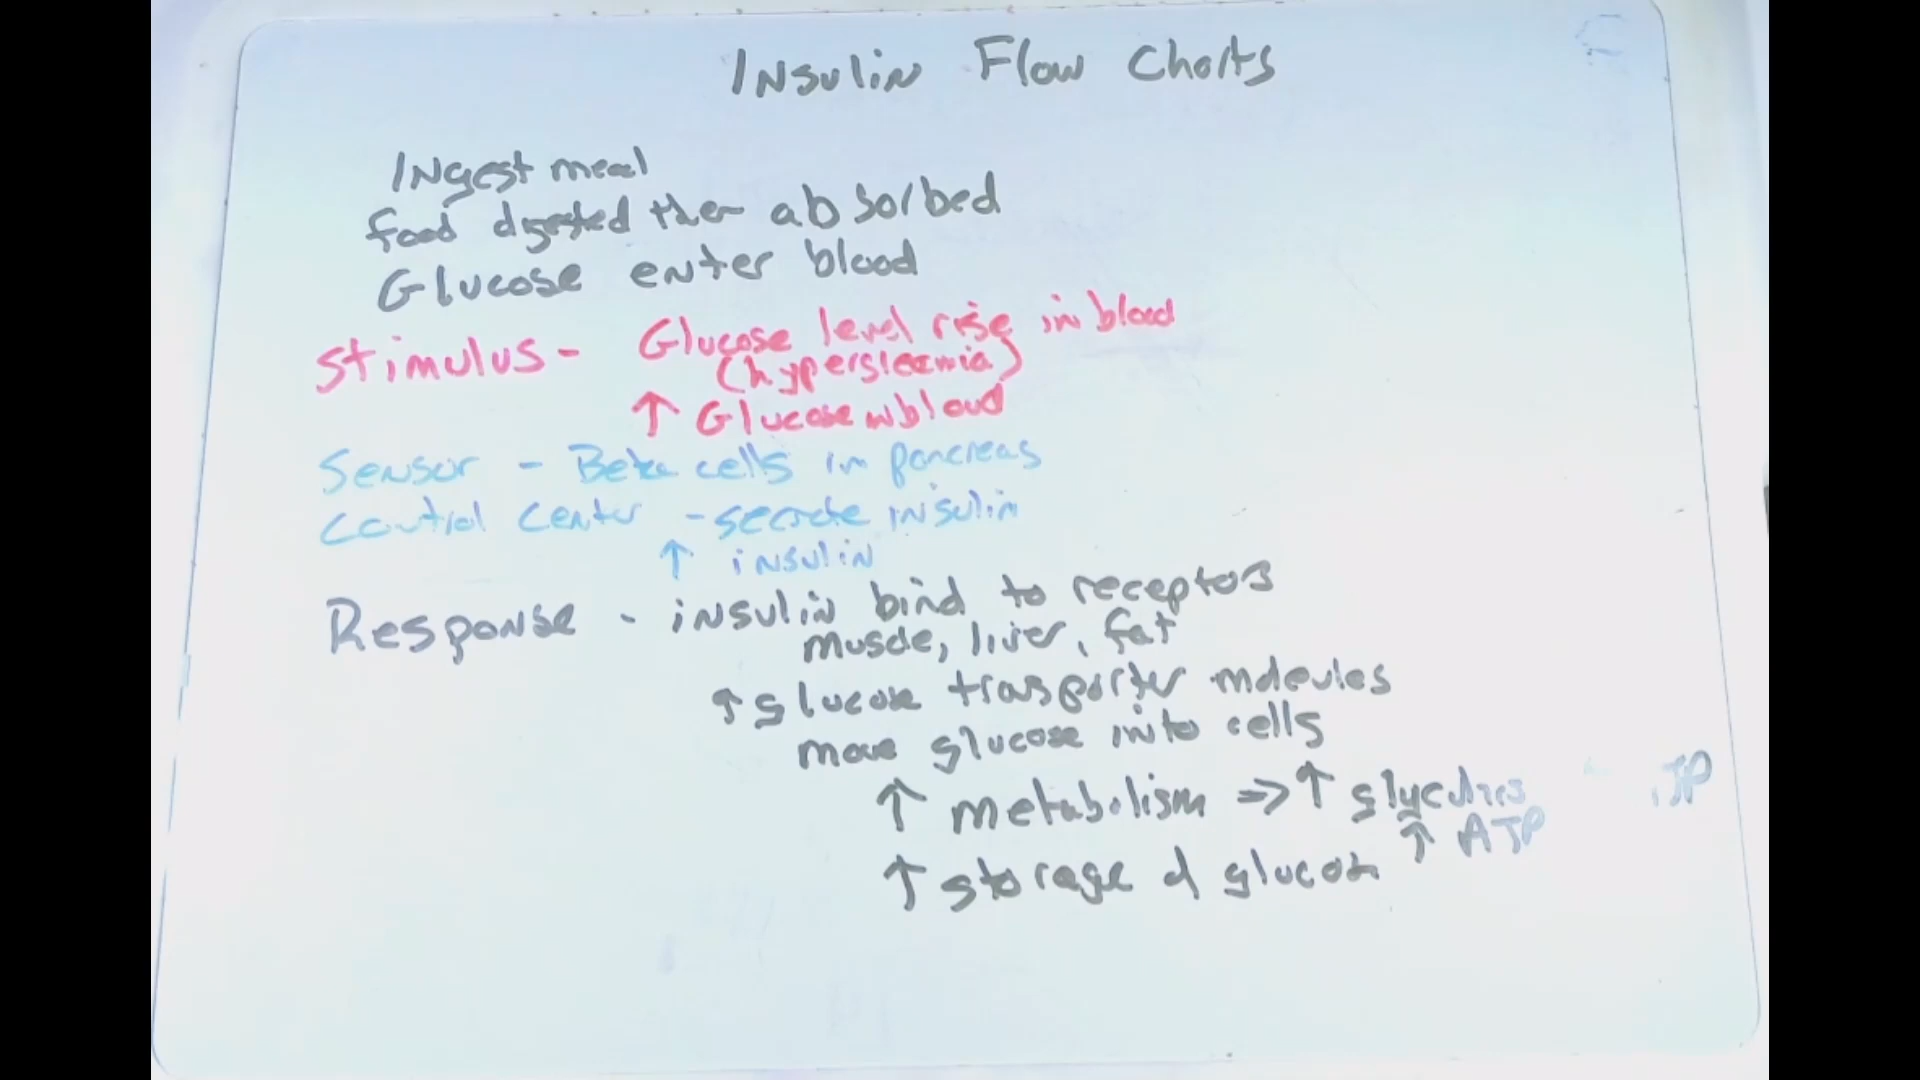 Insulin Flow Charts
Ingest meal
food digested then absorbed
Glucose enter blood
Stimulus - Glucose level rise in blood
(hyperglecmia)
↑ Glucose in blood
Sensor - Beta cells in pancreas
Control Center - secrete insulin
↑ insulin
Response - insulin bind to receptors
muscle, liver, fat
↑ glucose transporter molecules
move glucose into cells
↑ metabolism => ↑ glycolysis
↑ ATP
↑ storage of glucose